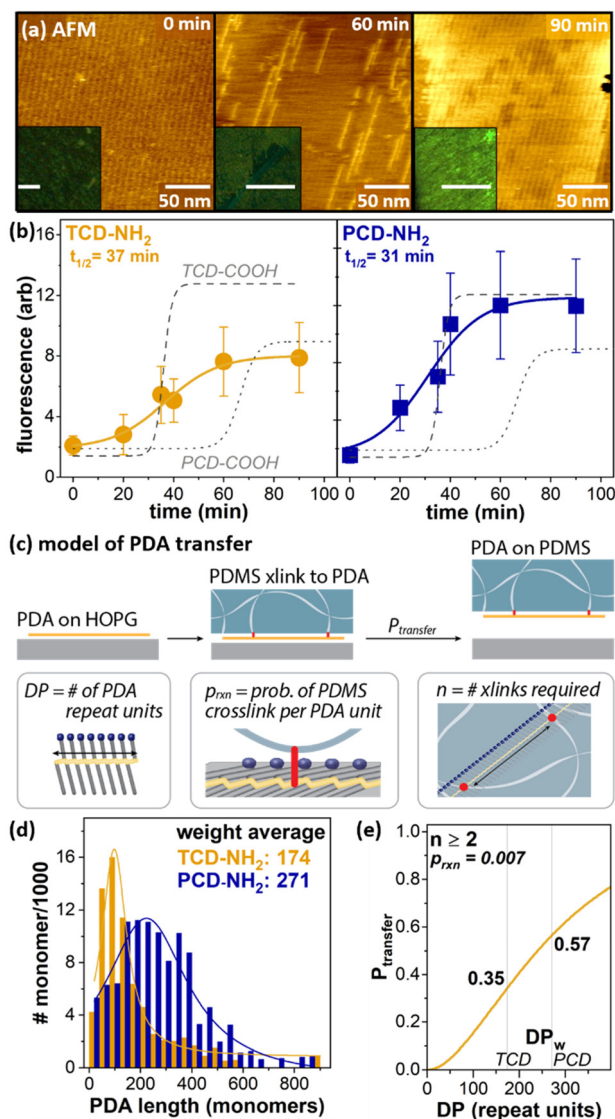 (a) AFM
0 min
60 min
90 min
50 nm
50 nm
50 nm
(b)
TCD-NH₂
t₁/₂= 37 min
TCD-COOH
PCD-COOH
PCD-NH₂
t₁/₂= 31 min
fluorescence (arb)
16
12
8
4
0
0 20 40 60 80 100
time (min)
0 20 40 60 80 100
time (min)
(c) model of PDA transfer
PDA on HOPG
PDMS xlink to PDA
P_transfer
PDA on PDMS
DP = # of PDA
repeat units
p_rxn = prob. of PDMS
crosslink per PDA unit
n = # xlinks required
(d)
weight average
TCD-NH₂: 174
PCD-NH₂: 271
# monomer/1000
16
12
8
4
0
0 200 400 600 800
PDA length (monomers)
(e)
n ≥ 2
p_rxn = 0.007
P_transfer
1.0
0.8
0.6
0.4
0.2
0.0
0.35
0.57
DP_w
TCD
PCD
0 100 200 300
DP (repeat units)